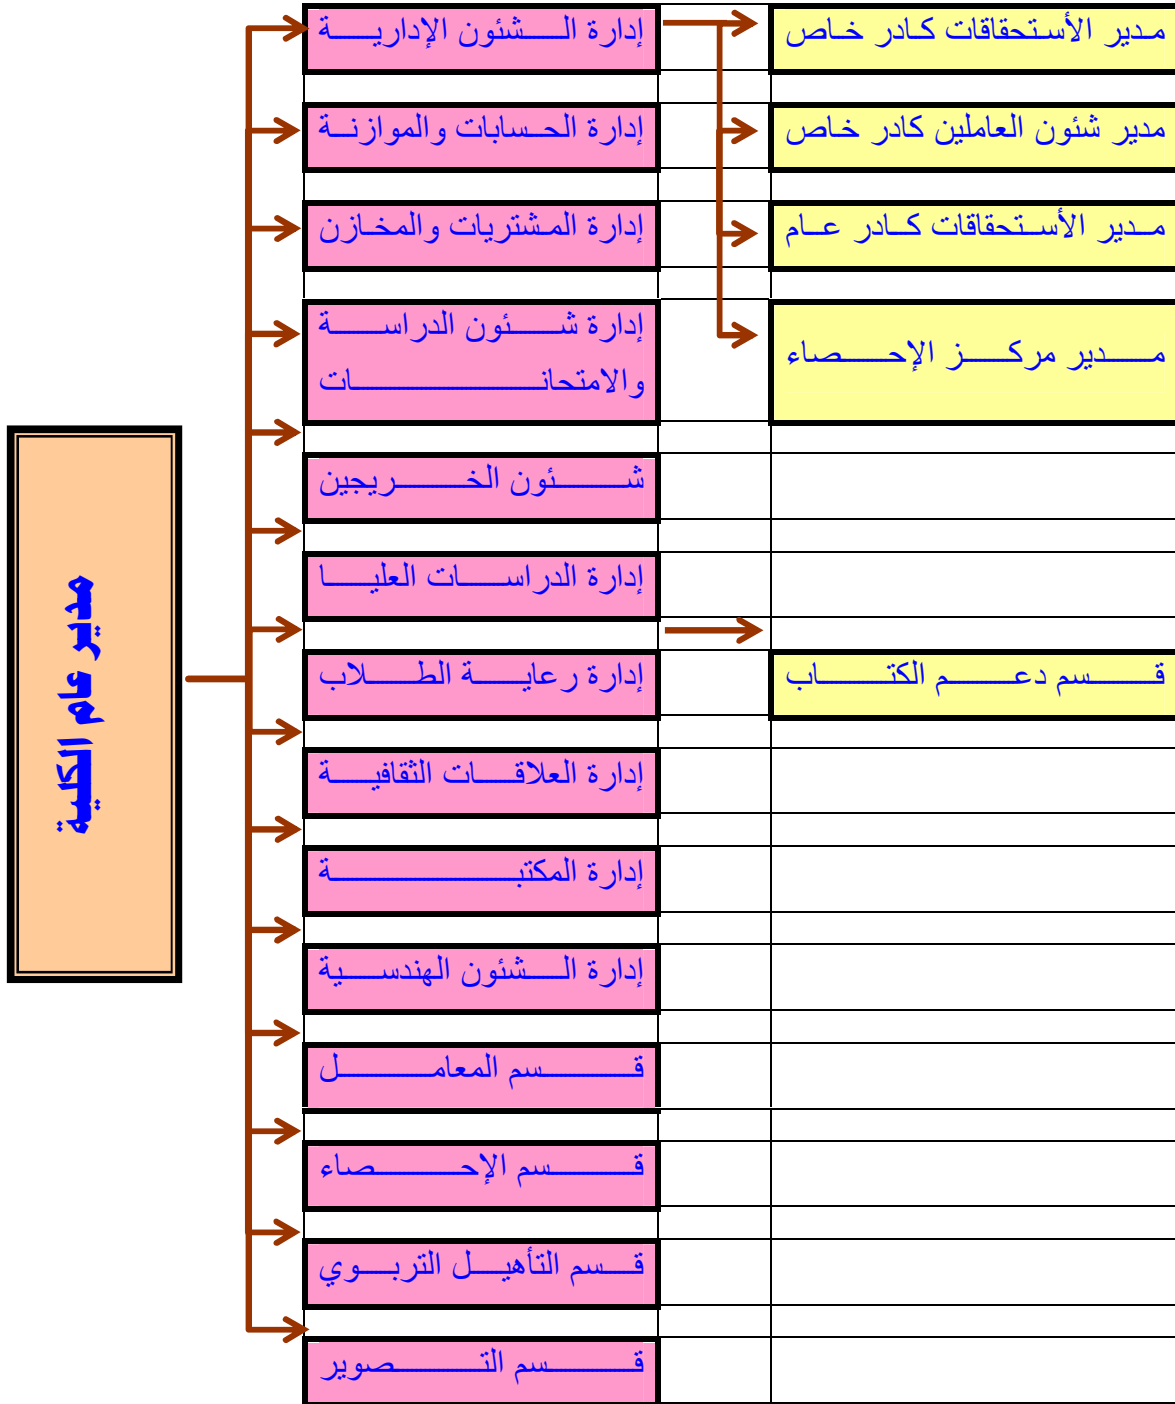 مدير عام الكلية
إدارة الشئون الإدارية
مدير الأستحقاقات كادر خاص
إدارة الحسابات والموازنة
مدير شئون العاملين كادر خاص
إدارة المشتريات والمخازن
مدير الأستحقاقات كادر عام
إدارة شئون الدراسة
والامتحانات
مدير مركز الإحصاء
شئون الخريجين
إدارة الدراسات العليا
إدارة رعاية الطلاب
قسم دعم الكتاب
إدارة العلاقات الثقافية
إدارة المكتبة
إدارة الشئون الهندسية
قسم المعامل
قسم الإحصاء
قسم التأهيل التربوي
قسم التصوير